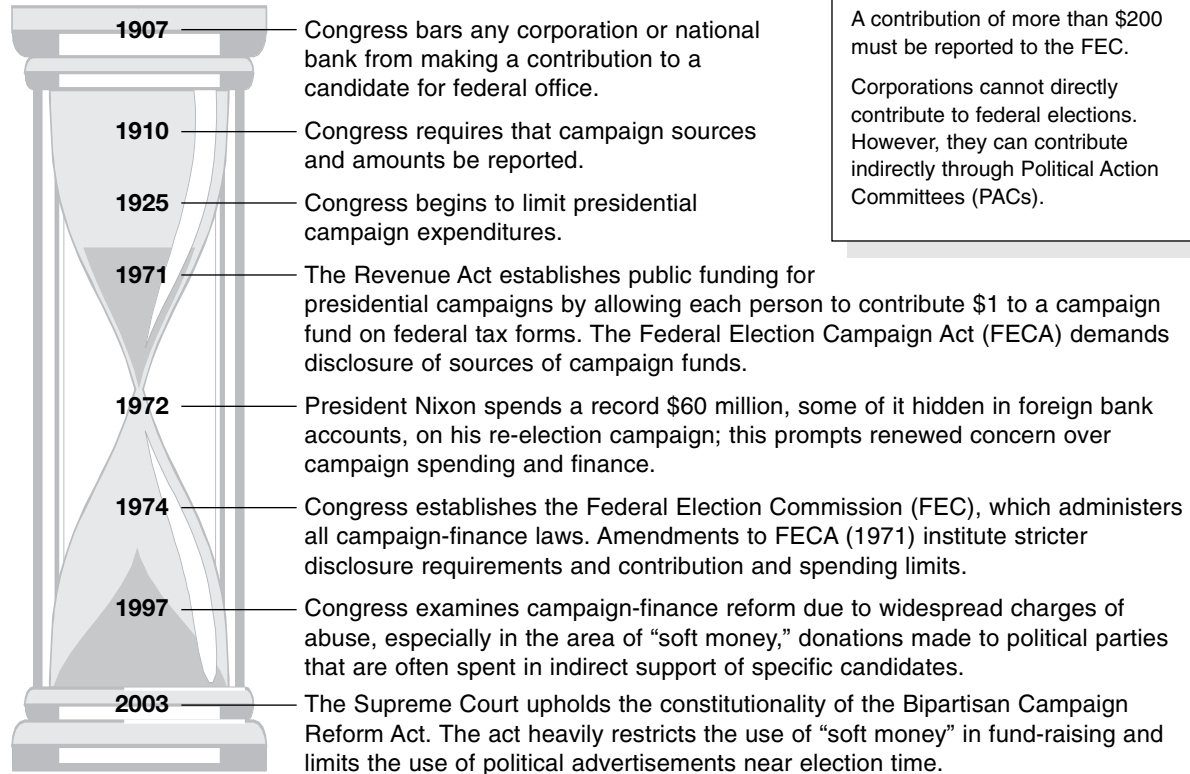 1907
Congress bars any corporation or national
bank from making a contribution to a
candidate for federal office.
A contribution of more than $200
must be reported to the FEC.
Corporations cannot directly
contribute to federal elections.
However, they can contribute
indirectly through Political Action
Committees (PACs).
1910
Congress requires that campaign sources
and amounts be reported.
1925
Congress begins to limit presidential
campaign expenditures.
1971
The Revenue Act establishes public funding for
presidential campaigns by allowing each person to contribute $1 to a campaign
fund on federal tax forms. The Federal Election Campaign Act (FECA) demands
disclosure of sources of campaign funds.
1972
President Nixon spends a record $60 million, some of it hidden in foreign bank
accounts, on his re-election campaign; this prompts renewed concern over
campaign spending and finance.
1974
Congress establishes the Federal Election Commission (FEC), which administers
all campaign-finance laws. Amendments to FECA (1971) institute stricter
disclosure requirements and contribution and spending limits.
1997
Congress examines campaign-finance reform due to widespread charges of
abuse, especially in the area of “soft money,” donations made to political parties
that are often spent in indirect support of specific candidates.
2003
The Supreme Court upholds the constitutionality of the Bipartisan Campaign
Reform Act. The act heavily restricts the use of “soft money” in fund-raising and
limits the use of political advertisements near election time.